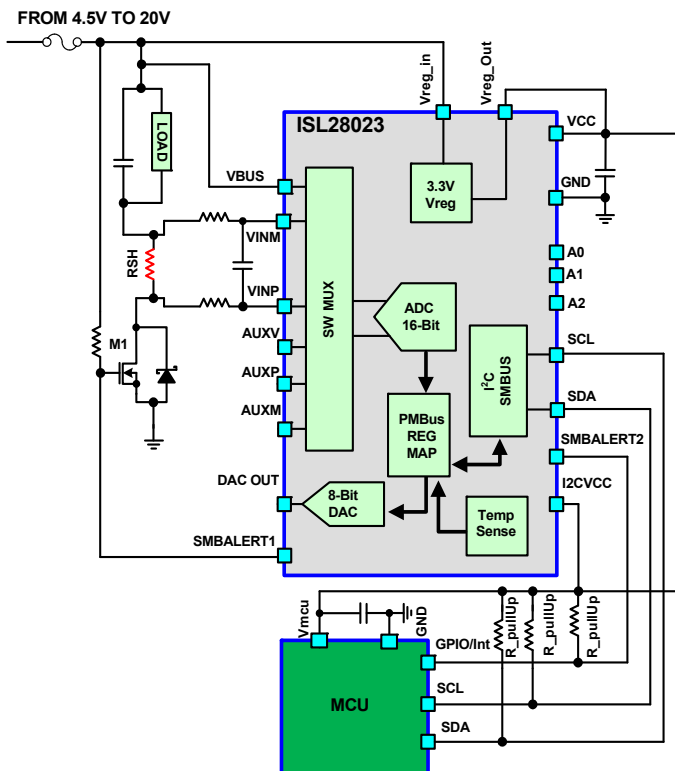 FROM 4.5V TO 20V
Vreg_in
Vreg_Out
ISL28023
VCC
LOAD
VBUS
3.3V
Vreg
GND
VINM
RSH
SW MUX
A0
A1
A2
VINP
ADC
16-Bit
M1
AUXV
SCL
I²C
SMBUS
AUXP
SDA
AUXM
PMBus
REG
MAP
SMBALERT2
DAC OUT
8-Bit
DAC
Temp
Sense
I2CVCC
SMBALERT1
Vmcu
GND
R_pullUp
R_pullUp
R_pullUp
GPIO/Int
MCU
SCL
SDA